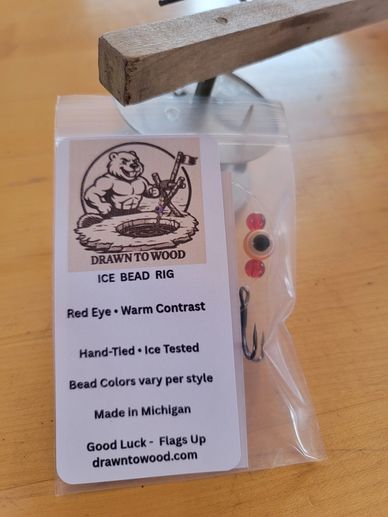 DRAWN TO WOOD
ICE BEAD RIG
Red Eye • Warm Contrast
Hand-Tied • Ice Tested
Bead Colors vary per style
Made in Michigan
Good Luck - Flags Up
drawntowood.com